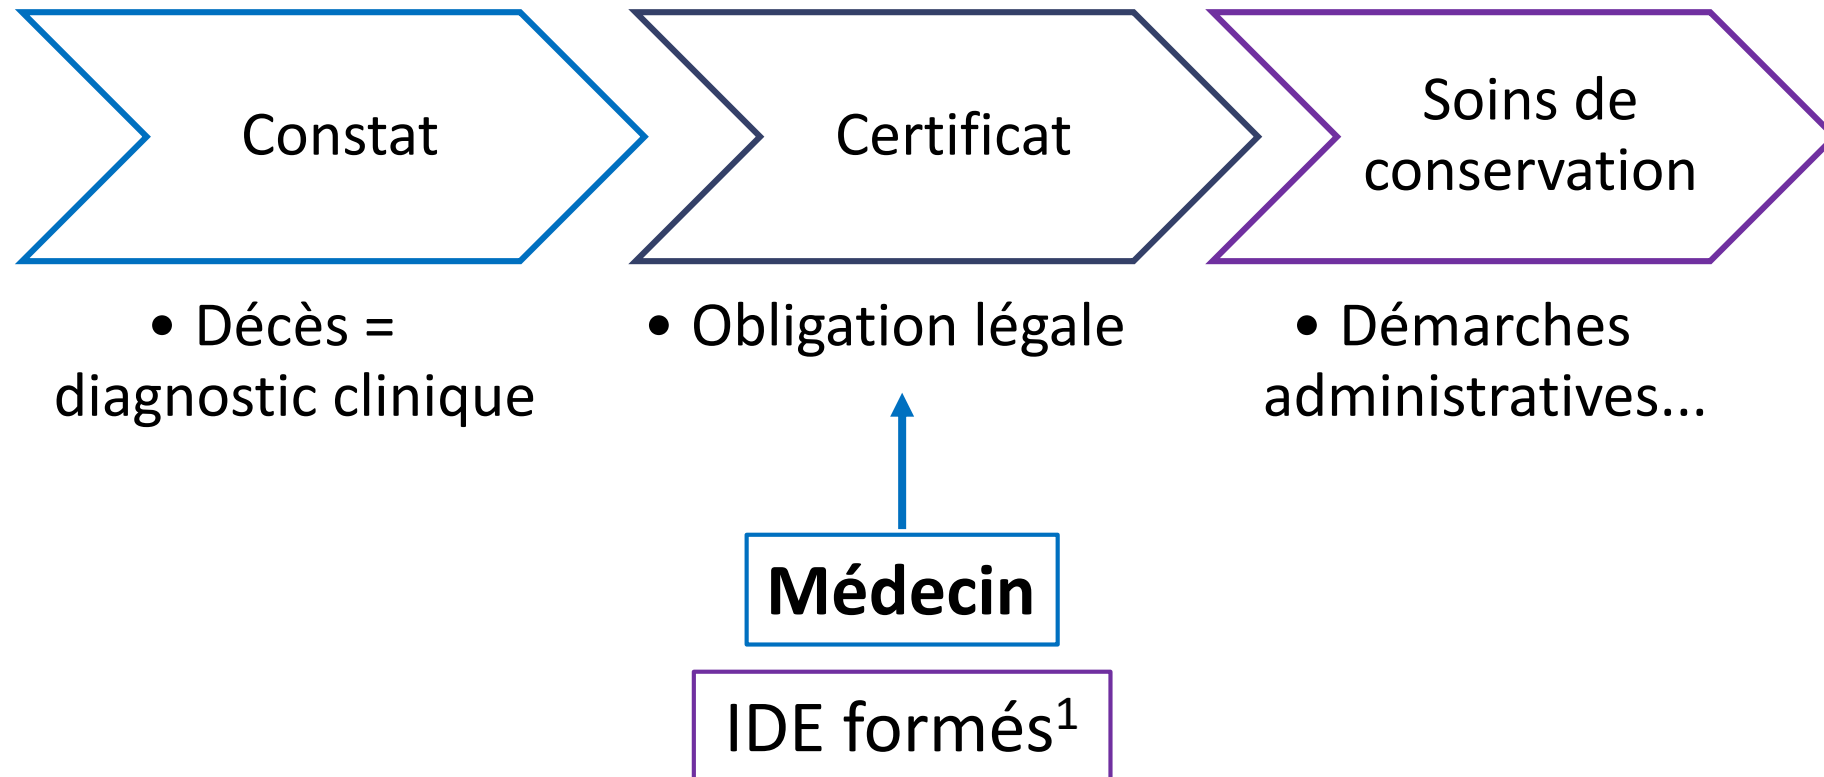 Constat
Certificat
Soins de
conservation
• Décès =
diagnostic clinique
• Obligation légale
• Démarches
administratives...
Médecin
IDE formés¹